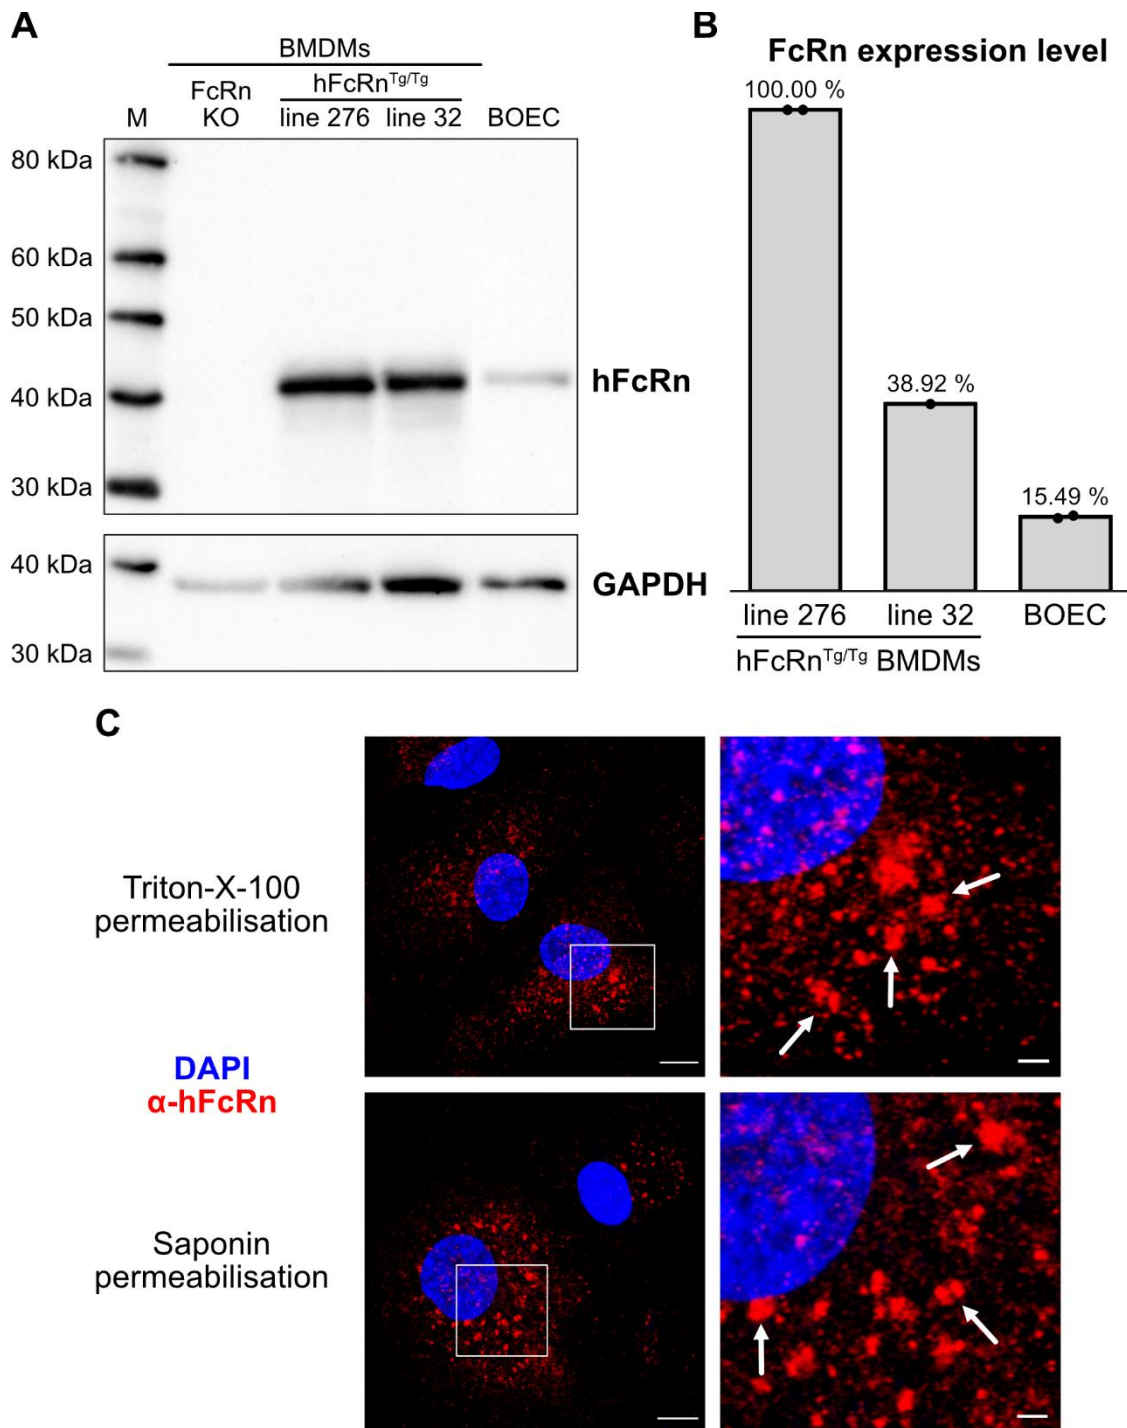 A
BMDMs
FcRn
KO
hFcRnTg/Tg
M
line 276
line 32
BOEC
80 kDa
60 kDa
50 kDa
40 kDa
30 kDa
hFcRn
40 kDa
30 kDa
GAPDH
B
FcRn expression level
100.00 %
38.92 %
15.49 %
line 276
line 32
BOEC
hFcRnTg/Tg BMDMs
C
Triton-X-100
permeabilisation
DAPI
α-hFcRn
Saponin
permeabilisation